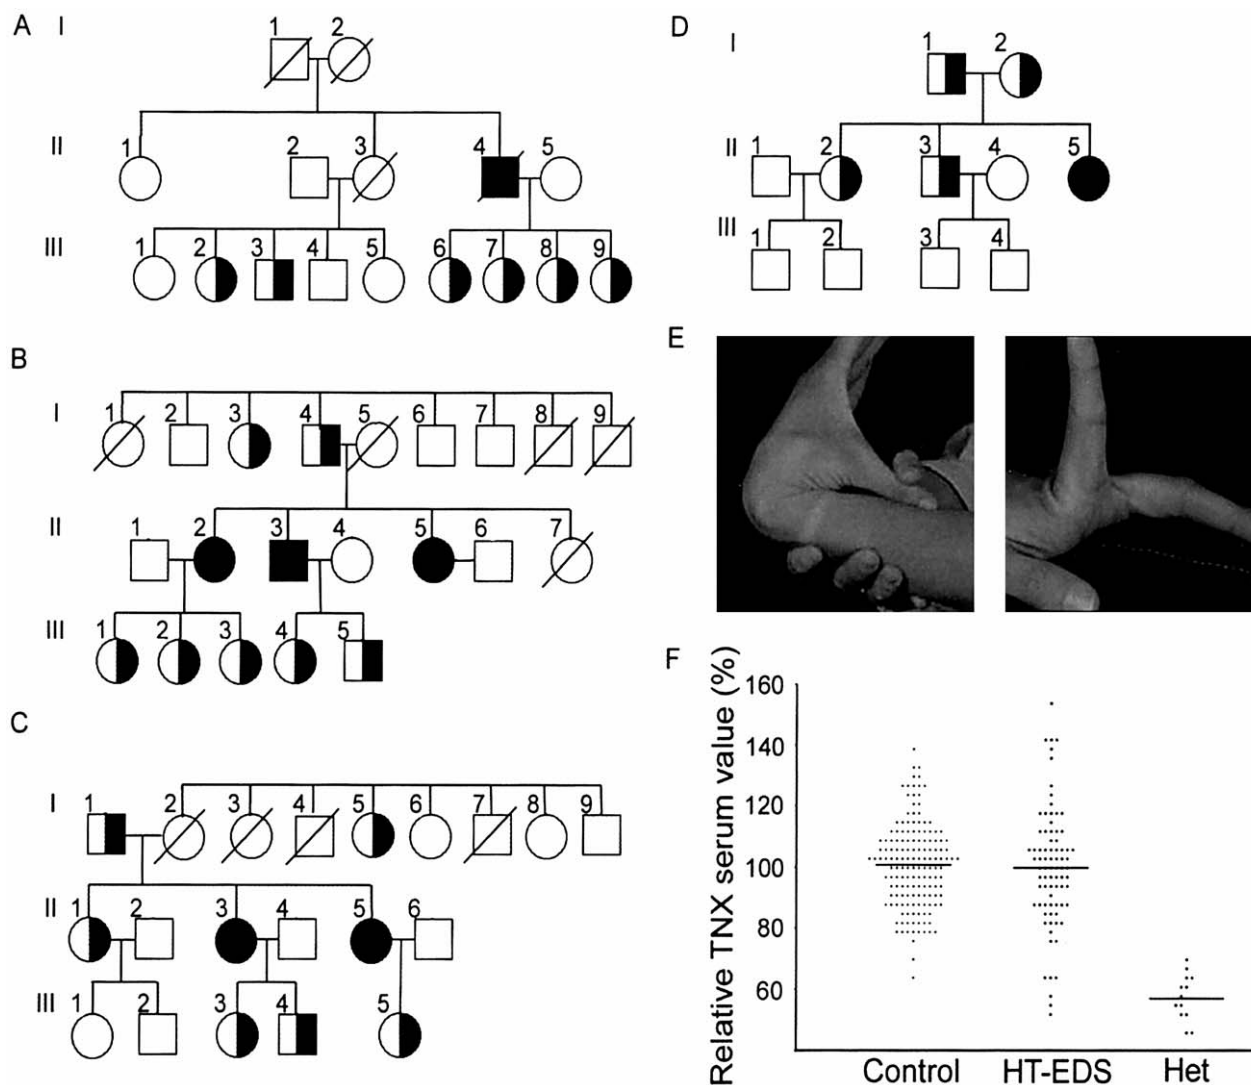 A I
1 2
II
1 2 3 4 5
III
1 2 3 4 5 6 7 8 9
B
I
1 2 3 4 5 6 7 8 9
II
1 2 3 4 5 6 7
III
1 2 3 4 5
C
I
1 2 3 4 5 6 7 8 9
II
1 2 3 4 5 6
III
1 2 3 4 5
D
I
1 2
II
1 2 3 4 5
III
1 2 3 4
E
F
Relative TNX serum value (%)
160
140
120
100
80
60
Control HT-EDS Het